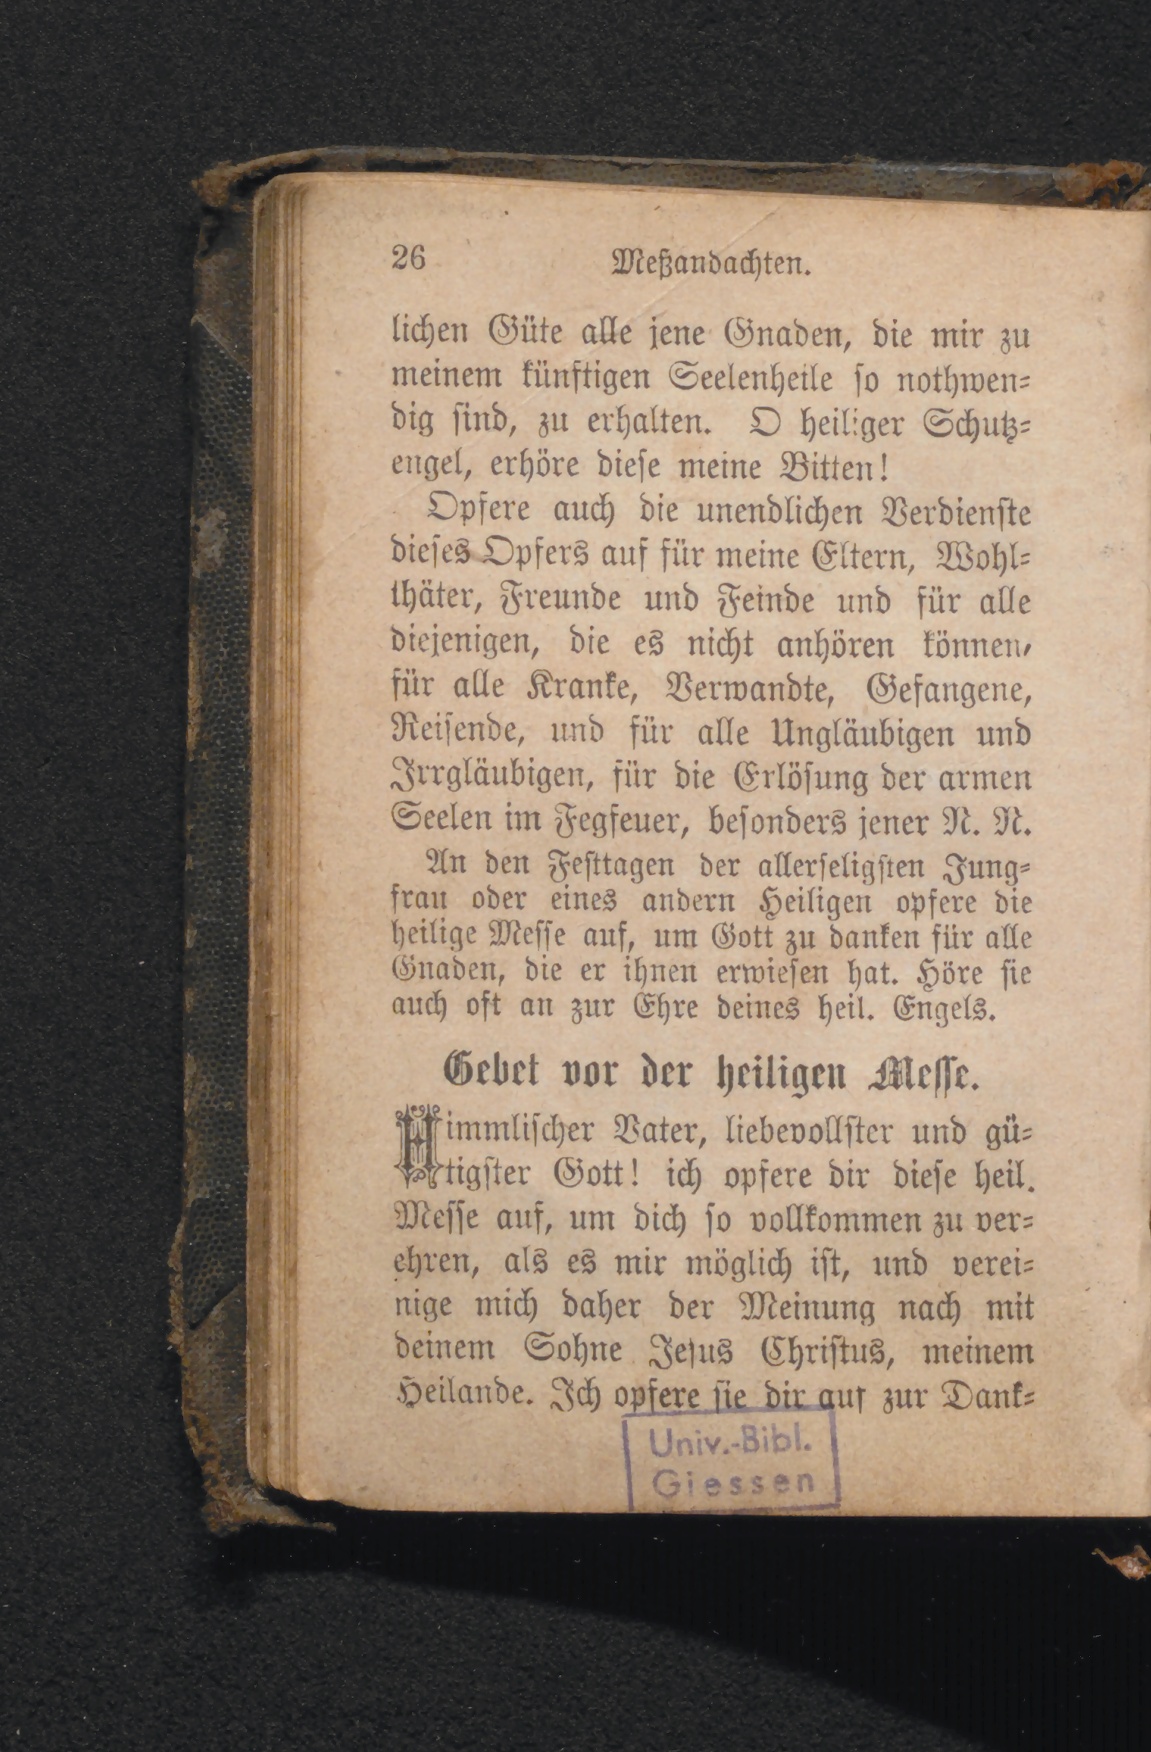 26 Meßandachten.
lichen Güte alle jene Gnaden, die mir zu
meinem künftigen Seelenheile so nothwen-
dig sind, zu erhalten. O heiliger Schutz-
engel, erhöre diese meine Bitten!
Opfere auch die unendlichen Verdienste
dieses Opfers auf für meine Eltern, Wohl-
thäter, Freunde und Feinde und für alle
diejenigen, die es nicht anhören können,
für alle Kranke, Verwandte, Gefangene,
Reisende, und für alle Ungläubigen und
Irrgläubigen, für die Erlösung der armen
Seelen im Fegfeuer, besonders jener N. N.
An den Festtagen der allerseligsten Jung-
frau oder eines andern Heiligen opfere die
heilige Messe auf, um Gott zu danken für alle
Gnaden, die er ihnen erwiesen hat. Höre sie
auch oft an zur Ehre deines heil. Engels.
Gebet vor der heiligen Messe.
Himmlischer Vater, liebevollster und gü-
tigster Gott! ich opfere dir diese heil.
Messe auf, um dich so vollkommen zu ver-
ehren, als es mir möglich ist, und verei-
nige mich daher der Meinung nach mit
deinem Sohne Jesus Christus, meinem
Heilande. Ich opfere sie dir auf zur Dank-
Univ.-Bibl.
Giessen